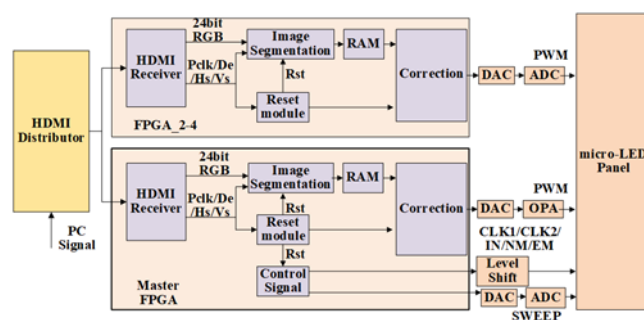 24bit
RGB
HDMI
Receiver
Pclk/De
/Hs/Vs
Image
Segmentation
RAM
Rst
Reset
module
Correction
FPGA_2-4
DAC
ADC
PWM
HDMI
Distributor
PC
Signal
micro-LED
Panel
24bit
RGB
HDMI
Receiver
Pclk/De
/Hs/Vs
Image
Segmentation
RAM
Rst
Reset
module
Rst
Control
Signal
Correction
Master
FPGA
PWM
DAC
OPA
CLK1/CLK2/
IN/NM/EM
Level
Shift
DAC
ADC
SWEEP